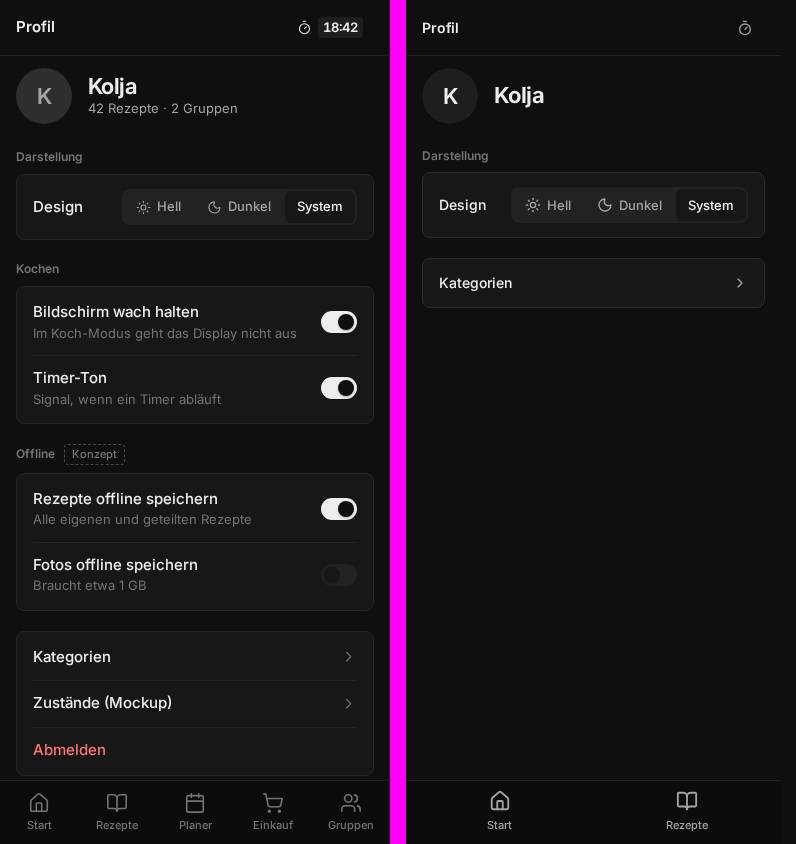 Profil
18:42
K
Kolja
42 Rezepte · 2 Gruppen
Darstellung
Design
Hell
Dunkel
System
Kochen
Bildschirm wach halten
Im Koch-Modus geht das Display nicht aus
Timer-Ton
Signal, wenn ein Timer abläuft
Offline
Konzept
Rezepte offline speichern
Alle eigenen und geteilten Rezepte
Fotos offline speichern
Braucht etwa 1 GB
Kategorien
Zustände (Mockup)
Abmelden
Start
Rezepte
Planer
Einkauf
Gruppen
Profil
K
Kolja
Darstellung
Design
Hell
Dunkel
System
Kategorien
Start
Rezepte